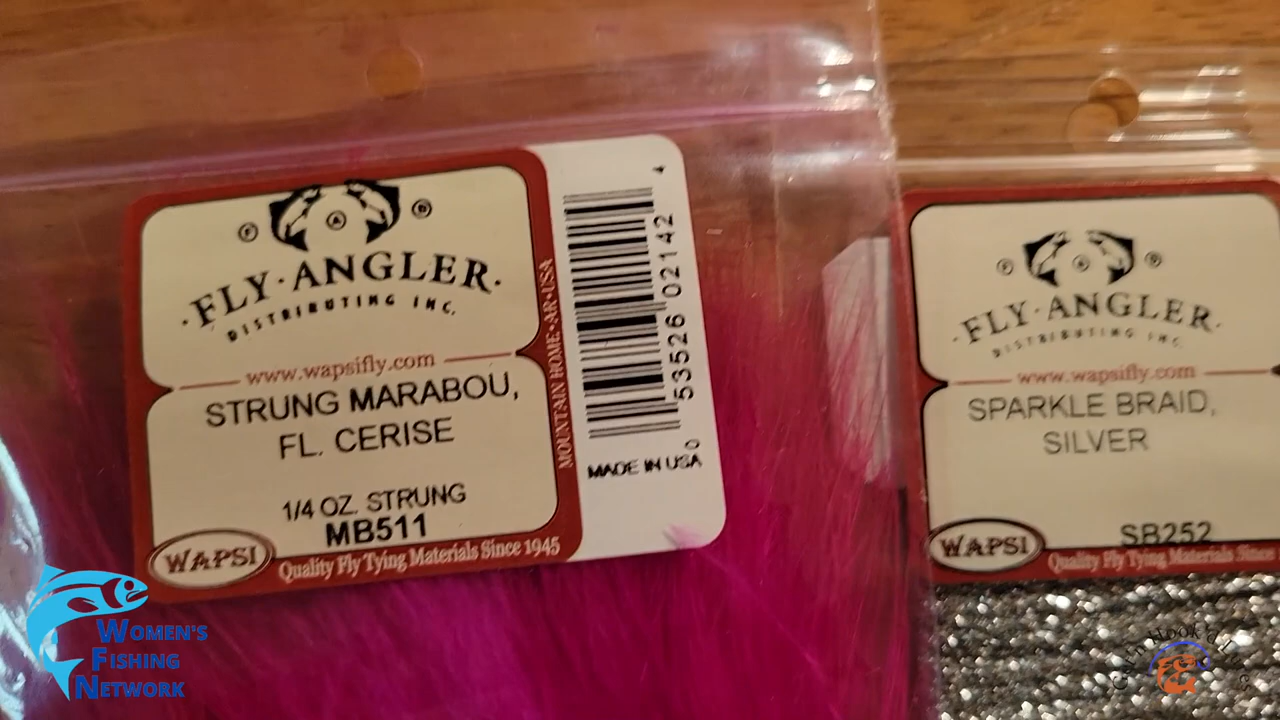 F A D
FLY·ANGLER
DISTRIBUTING INC.
www.wapsifly.com
STRUNG MARABOU,
FL. CERISE
1/4 OZ. STRUNG
MB511
WAPSI
Quality Fly Tying Materials Since 1945
MOUNTAIN HOME·AR·USA
0 53526 02142 4
MADE IN USA
FLY·ANGLER
DISTRIBUTING INC.
www.wapsifly.com
SPARKLE BRAID,
SILVER
SB252
WAPSI
Quality Fly Tying Materials Since
WOMEN'S
FISHING
NETWORK